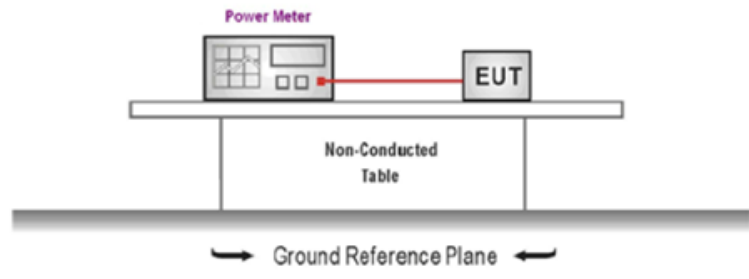 Power Meter
EUT
Non-Conducted
Table
Ground Reference Plane